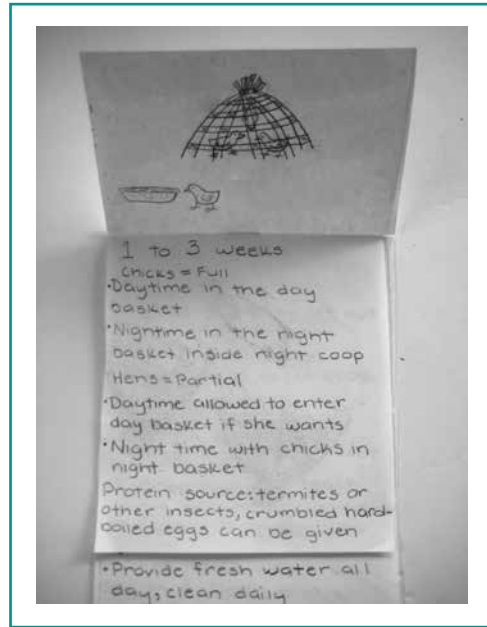 1 to 3 weeks
Chicks = Full
•Daytime in the day
basket
•Nightime in the night
basket inside night coop
Hens = Partial
•Daytime allowed to enter
day basket if she wants
•Night time with chicks in
night basket
Protein source: termites or
other insects, crumbled hard-
boiled eggs can be given
•Provide fresh water all
day, clean daily